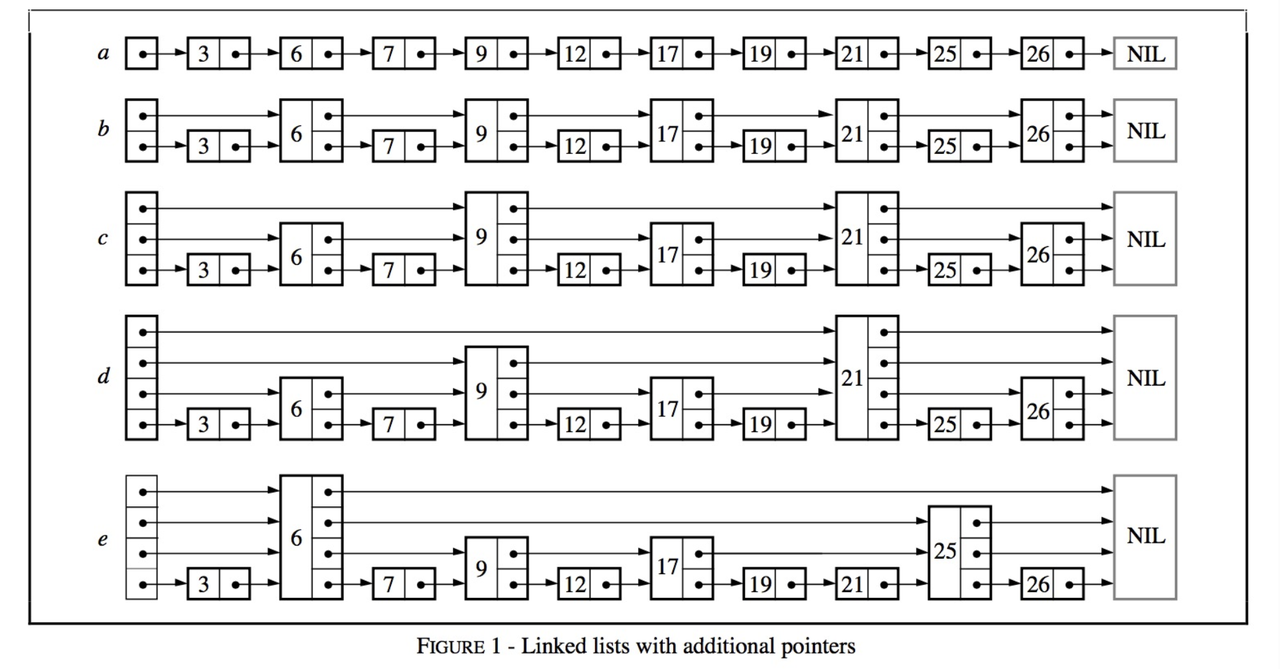 a 3 6 7 9 12 17 19 21 25 26 NIL
b 3 6 7 9 12 17 19 21 25 26 NIL
c 3 6 7 9 12 17 19 21 25 26 NIL
d 3 6 7 9 12 17 19 21 25 26 NIL
e 3 6 7 9 12 17 19 21 25 26 NIL
FIGURE 1 - Linked lists with additional pointers